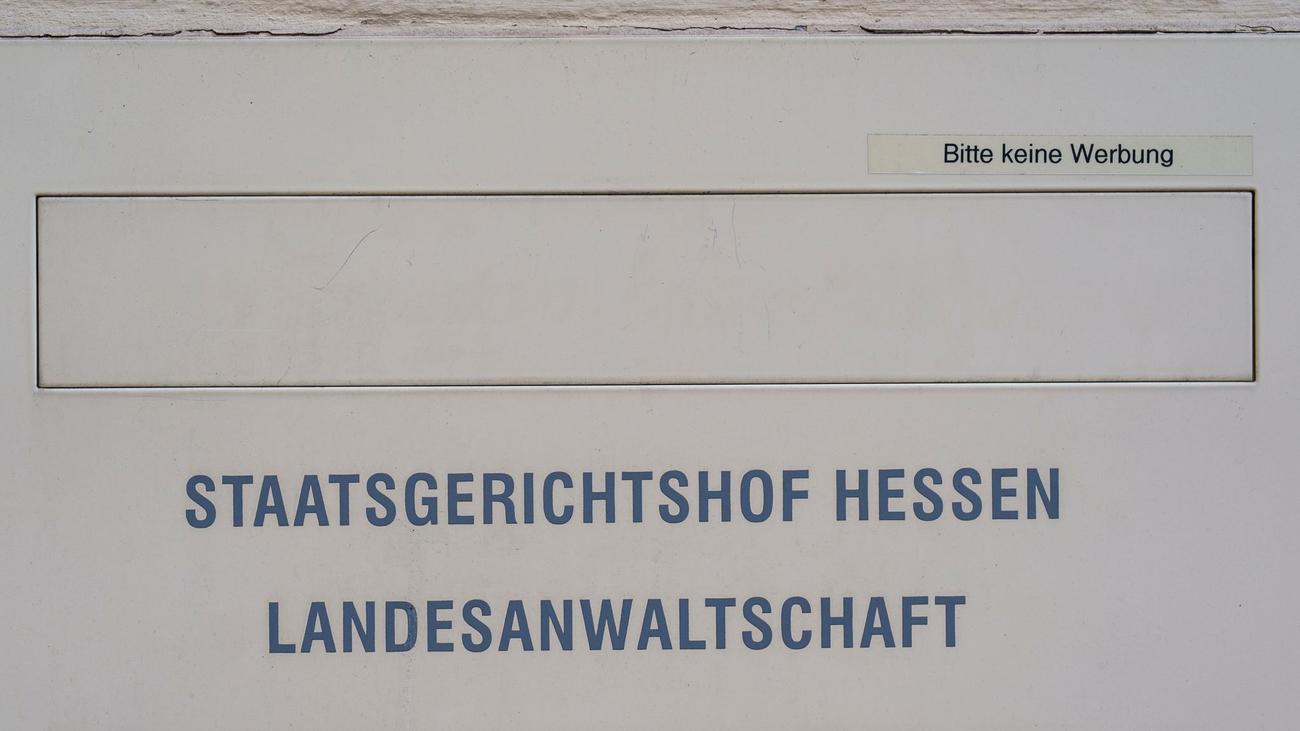 Bitte keine Werbung
STAATSGERICHTSHOF HESSEN
LANDESANWALTSCHAFT